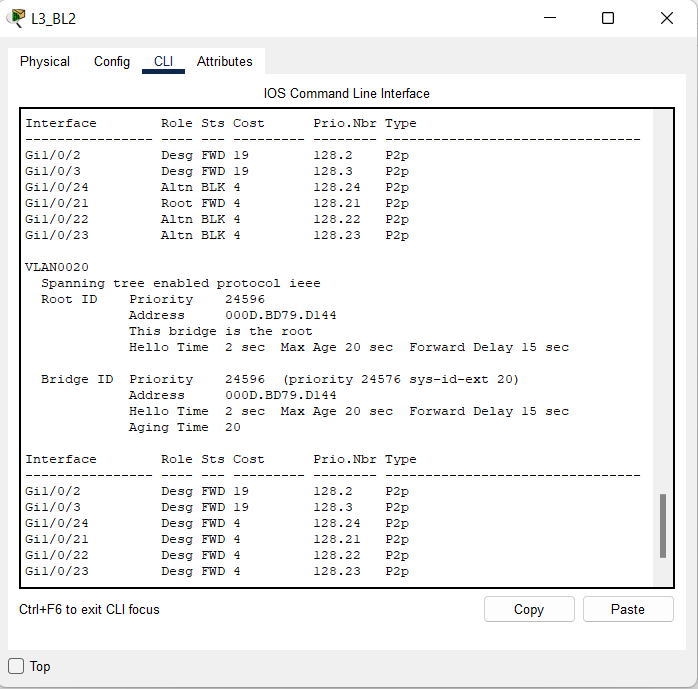 L3_BL2
Physical Config CLI Attributes
IOS Command Line Interface
Interface        Role Sts Cost      Prio.Nbr Type
---------------- ---- --- --------- -------- --------------------------------
Gi1/0/2          Desg FWD 19        128.2    P2p
Gi1/0/3          Desg FWD 19        128.3    P2p
Gi1/0/24         Altn BLK 4         128.24   P2p
Gi1/0/21         Root FWD 4         128.21   P2p
Gi1/0/22         Altn BLK 4         128.22   P2p
Gi1/0/23         Altn BLK 4         128.23   P2p
VLAN0020
  Spanning tree enabled protocol ieee
  Root ID    Priority    24596
             Address     000D.BD79.D144
             This bridge is the root
             Hello Time  2 sec  Max Age 20 sec  Forward Delay 15 sec
  Bridge ID  Priority    24596  (priority 24576 sys-id-ext 20)
             Address     000D.BD79.D144
             Hello Time  2 sec  Max Age 20 sec  Forward Delay 15 sec
             Aging Time  20
Interface        Role Sts Cost      Prio.Nbr Type
---------------- ---- --- --------- -------- --------------------------------
Gi1/0/2          Desg FWD 19        128.2    P2p
Gi1/0/3          Desg FWD 19        128.3    P2p
Gi1/0/24         Desg FWD 4         128.24   P2p
Gi1/0/21         Desg FWD 4         128.21   P2p
Gi1/0/22         Desg FWD 4         128.22   P2p
Gi1/0/23         Desg FWD 4         128.23   P2p
Ctrl+F6 to exit CLI focus Copy Paste
Top